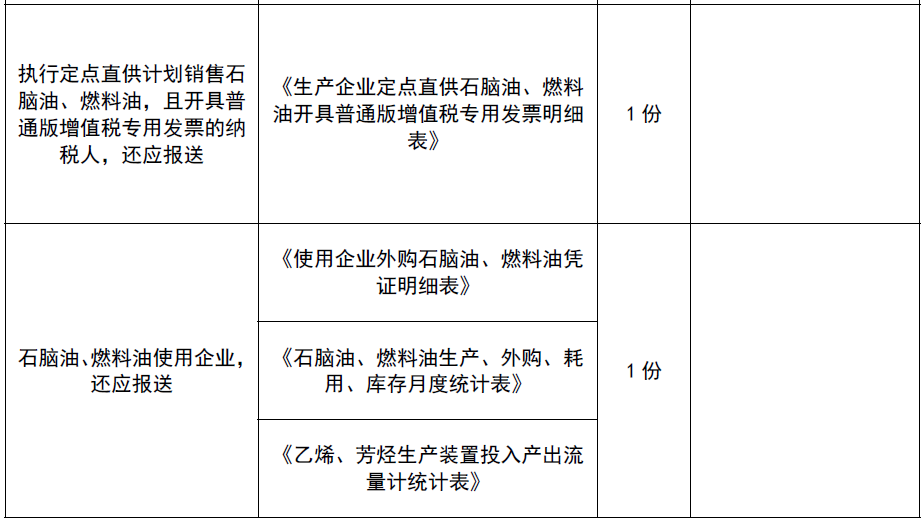 执行定点直供计划销售石
脑油、燃料油，且开具普
通版增值税专用发票的纳
税人，还应报送
《生产企业定点直供石脑油、燃料
油开具普通版增值税专用发票明细
表》
1 份
石脑油、燃料油使用企业，
还应报送
《使用企业外购石脑油、燃料油凭
证明细表》
《石脑油、燃料油生产、外购、耗
用、库存月度统计表》
《乙烯、芳烃生产装置投入产出流
量计统计表》
1 份